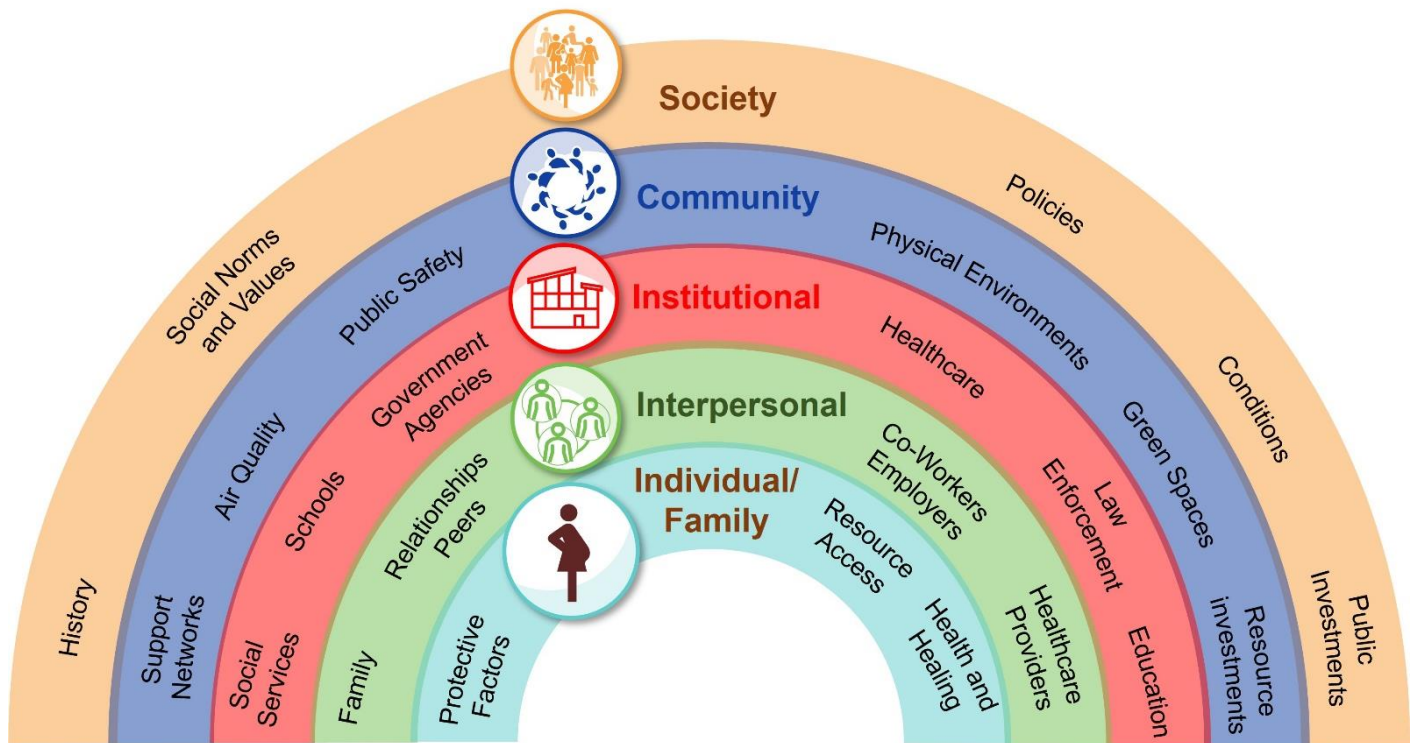 Society
History
Social Norms
and Values
Policies
Conditions
Public
Investments
Community
Support
Networks
Air Quality
Public Safety
Physical Environments
Green Spaces
Resource
investments
Institutional
Social
Services
Schools
Government
Agencies
Healthcare
Law
Enforcement
Education
Interpersonal
Family
Relationships
Peers
Co-Workers
Employers
Healthcare
Providers
Individual/
Family
Protective
Factors
Resource
Access
Health and
Healing